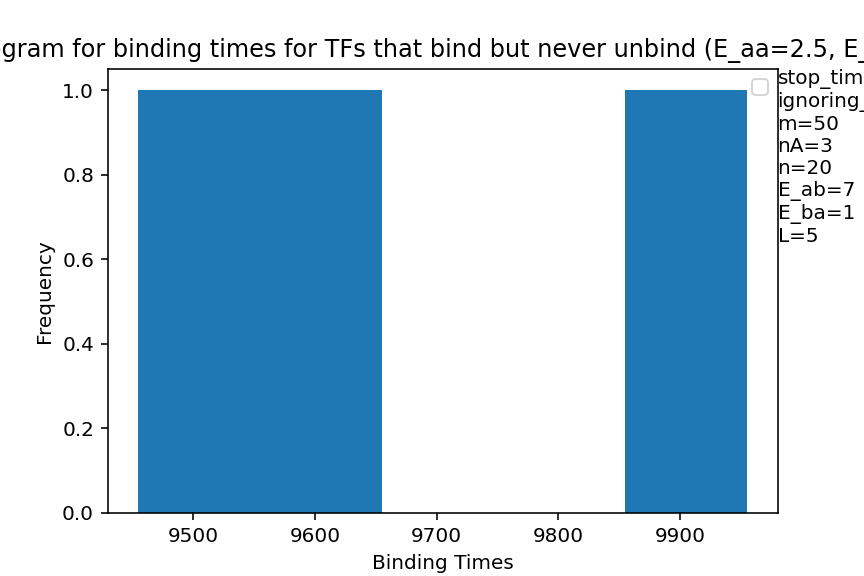 gram for binding times for TFs that bind but never unbind (E_aa=2.5, E_
stop_tim
ignoring_
m=50
nA=3
n=20
E_ab=7
E_ba=1
L=5
Frequency
1.0
0.8
0.6
0.4
0.2
0.0
9500 9600 9700 9800 9900
Binding Times